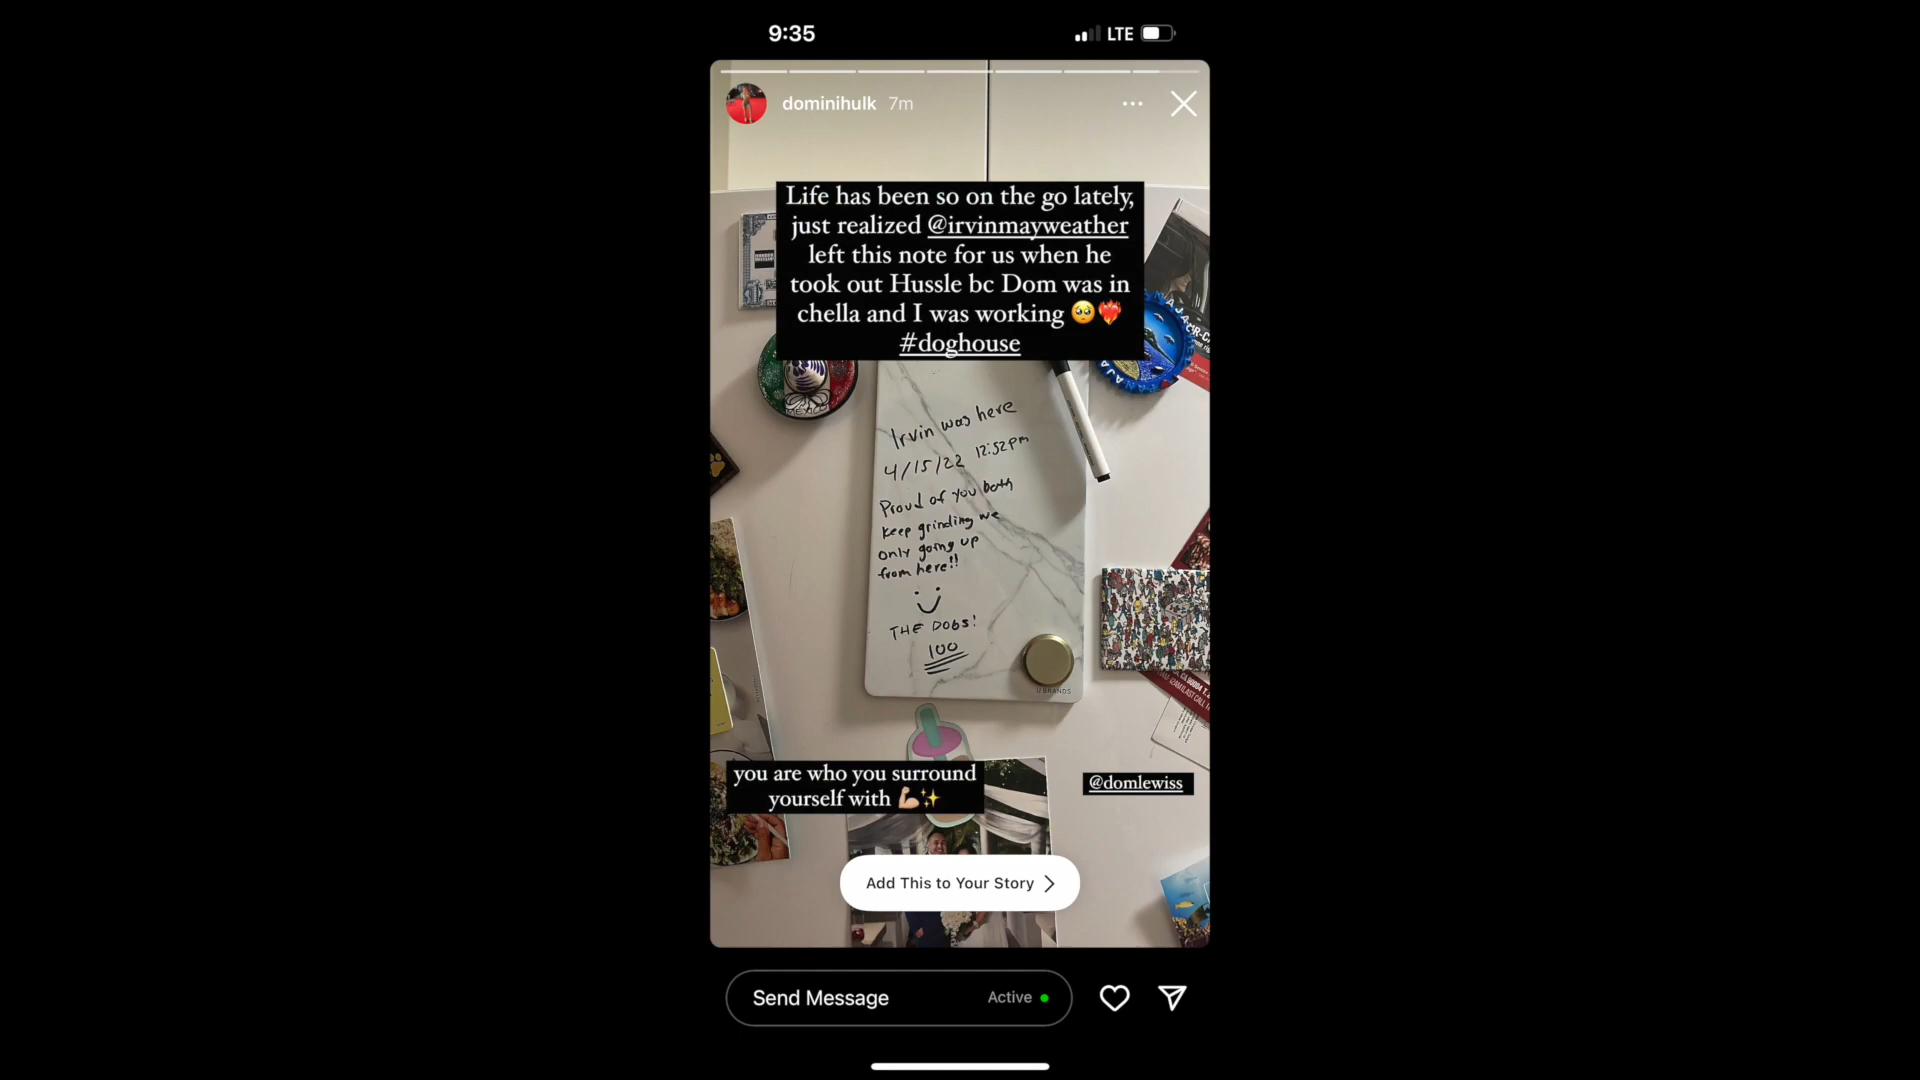 9:35
LTE
dominihulk 7m
Life has been so on the go lately,
just realized @irvinmayweather
left this note for us when he
took out Hussle bc Dom was in
chella and I was working 🥺❤️‍🔥
#doghouse
MEXICO
Irvin was here
4/15/22 12:52pm
Proud of you both
keep grinding we
only going up
from here!!
THE DOGS!
100
you are who you surround
yourself with 💪🏼✨
@domlewiss
Add This to Your Story
Send Message
Active